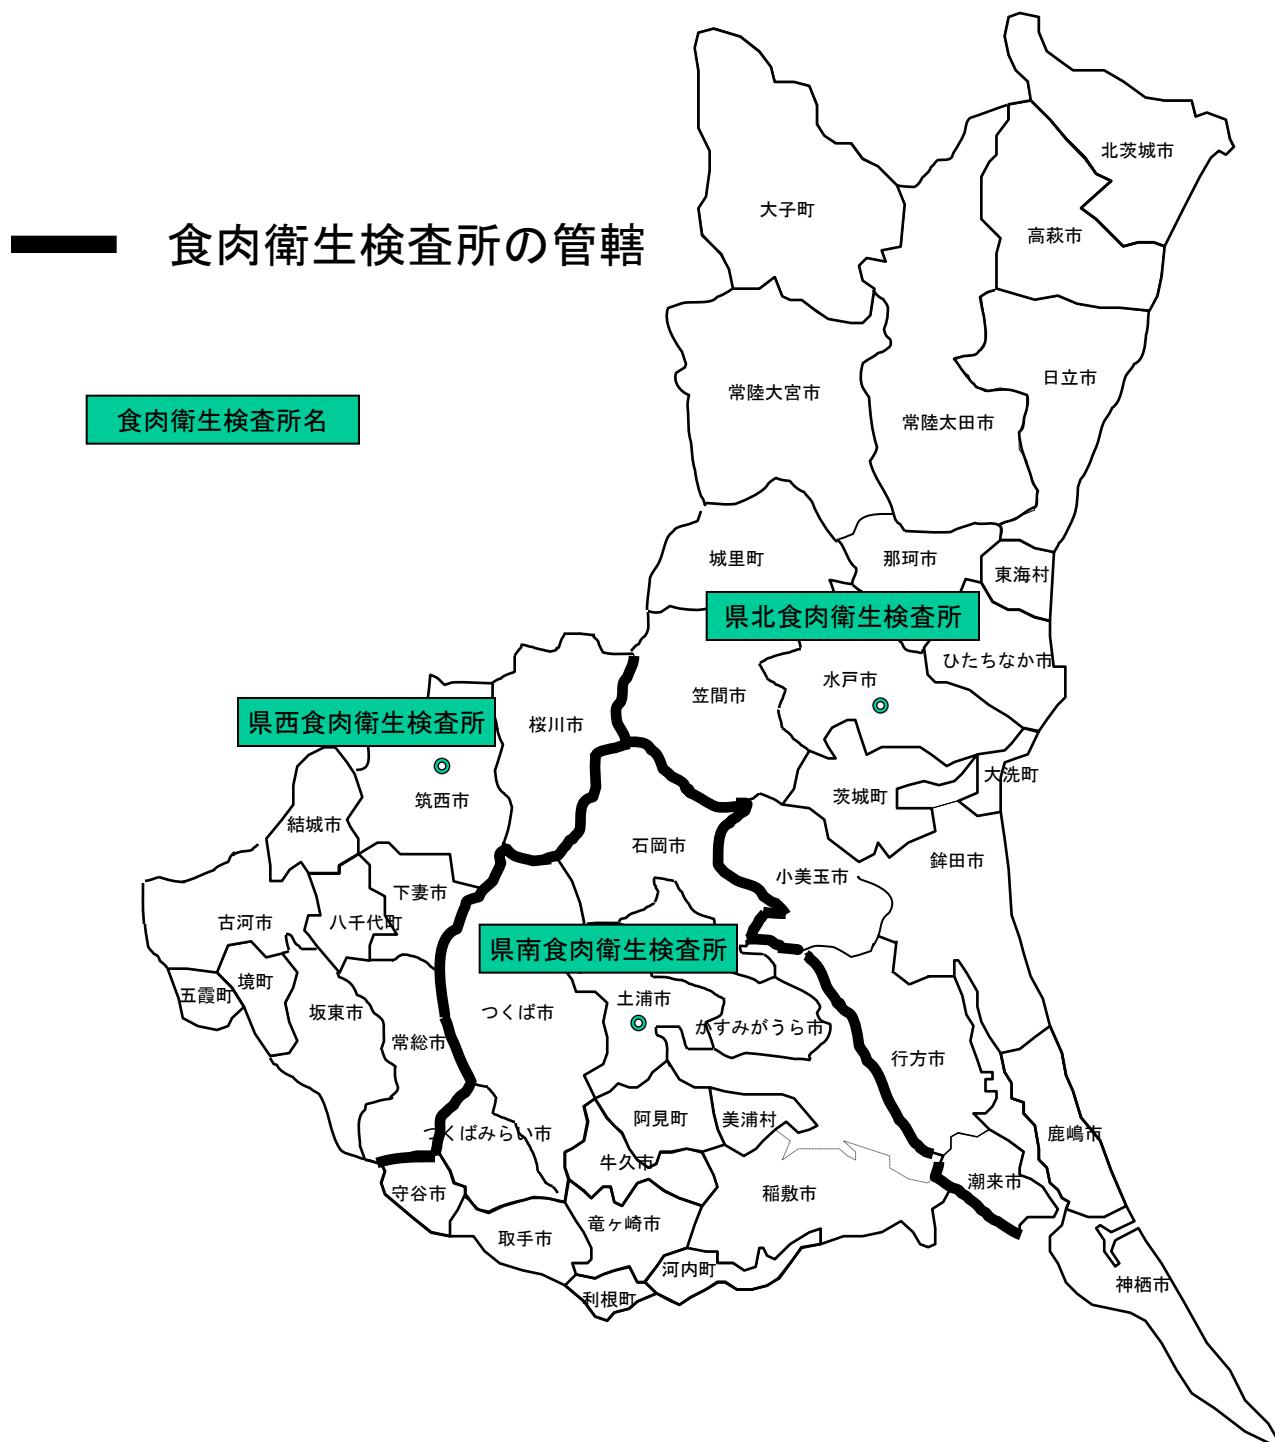 北茨城市
大子町
高萩市
食肉衛生検査所の管轄
日立市
常陸大宮市
食肉衛生検査所名
常陸太田市
城里町
那珂市
東海村
県北食肉衛生検査所
ひたちなか市
水戸市
笠間市
県西食肉衛生検査所
桜川市
大洗町
茨城町
筑西市
結城市
石岡市
鉾田市
小美玉市
下妻市
古河市
八千代町
県南食肉衛生検査所
境町
五霞町
土浦市
坂東市
つくば市
かすみがうら市
常総市
行方市
阿見町
美浦村
つくばみらい市
鹿嶋市
牛久市
潮来市
守谷市
稲敷市
竜ヶ崎市
取手市
河内町
神栖市
利根町